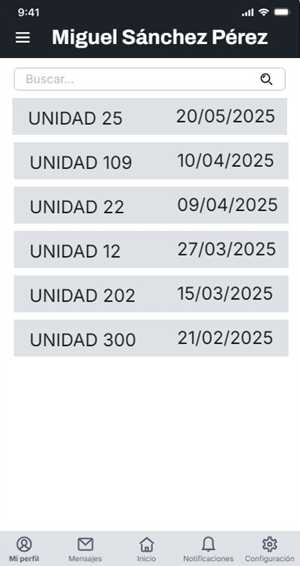 9:41
Miguel Sánchez Pérez
Buscar...
UNIDAD 25 20/05/2025
UNIDAD 109 10/04/2025
UNIDAD 22 09/04/2025
UNIDAD 12 27/03/2025
UNIDAD 202 15/03/2025
UNIDAD 300 21/02/2025
Mi perfil Mensajes Inicio Notificaciones Configuración